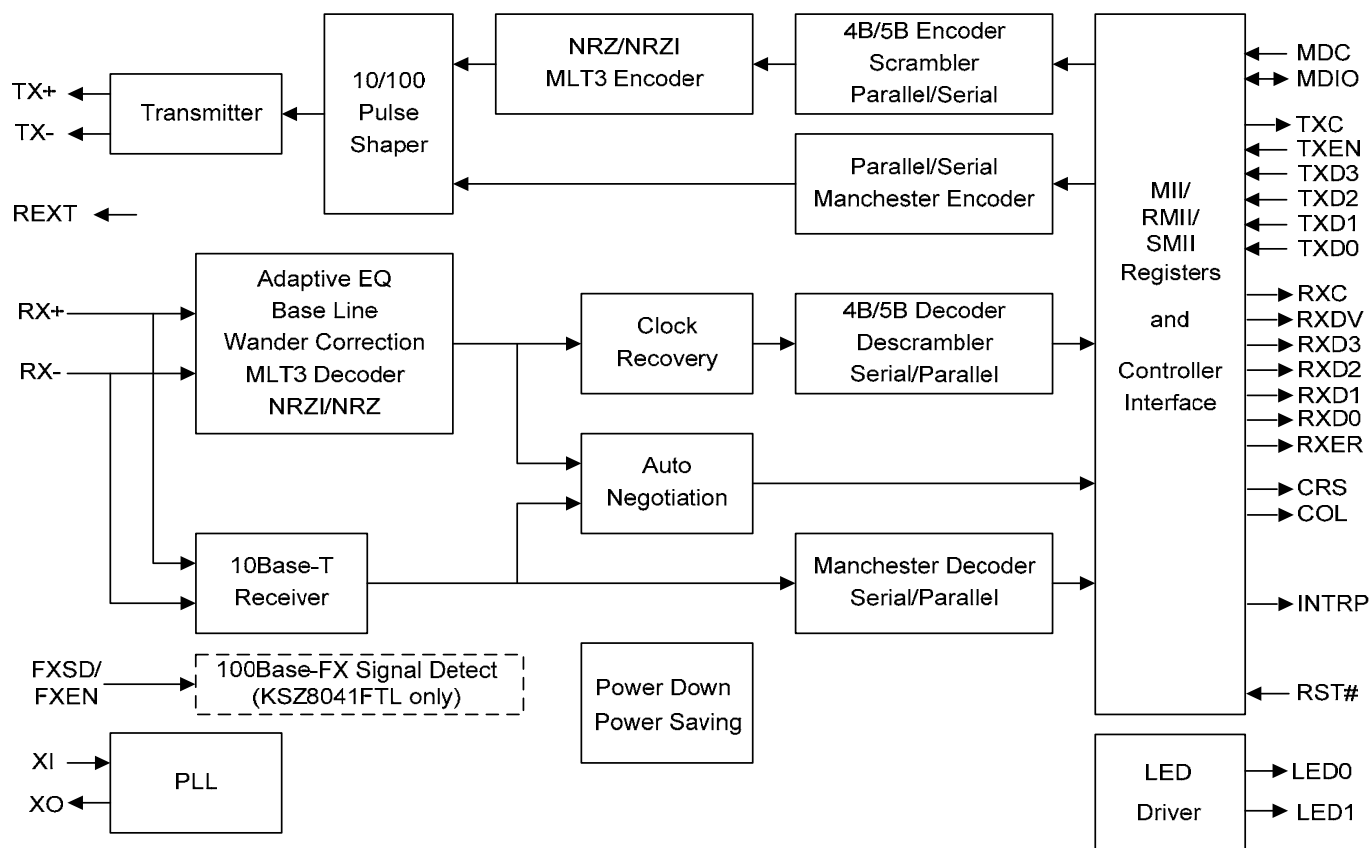 TX+
TX-
REXT
Transmitter
10/100
Pulse
Shaper
NRZ/NRZI
MLT3 Encoder
4B/5B Encoder
Scrambler
Parallel/Serial
Parallel/Serial
Manchester Encoder
RX+
RX-
Adaptive EQ
Base Line
Wander Correction
MLT3 Decoder
NRZI/NRZ
Clock
Recovery
4B/5B Decoder
Descrambler
Serial/Parallel
Auto
Negotiation
10Base-T
Receiver
Manchester Decoder
Serial/Parallel
FXSD/
FXEN
100Base-FX Signal Detect
(KSZ8041FTL only)
Power Down
Power Saving
XI
XO
PLL
MII/
RMII/
SMII
Registers
and
Controller
Interface
MDC
MDIO
TXC
TXEN
TXD3
TXD2
TXD1
TXD0
RXC
RXDV
RXD3
RXD2
RXD1
RXD0
RXER
CRS
COL
INTRP
RST#
LED
Driver
LED0
LED1